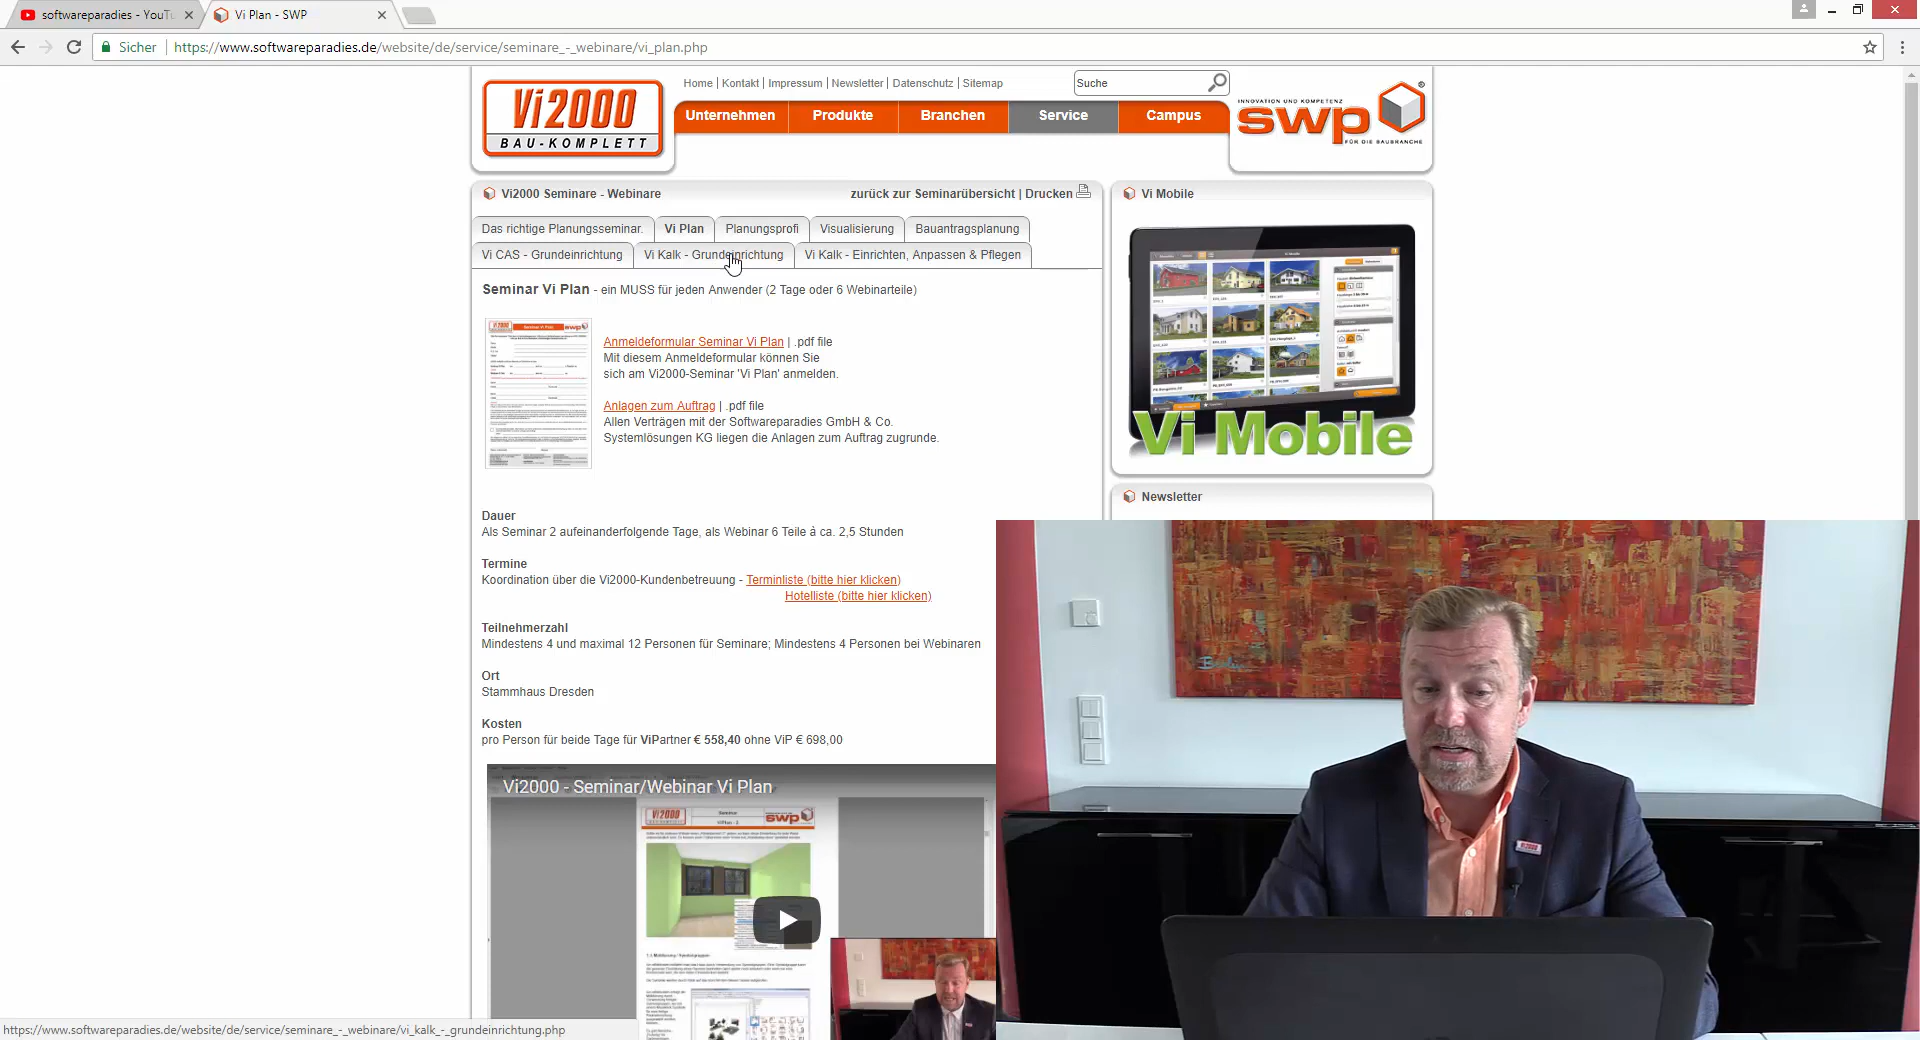 softwareparadies - YouTu
Vi Plan - SWP
Sicher
https://www.softwareparadies.de/website/de/service/seminare_-_webinare/vi_plan.php
Home | Kontakt | Impressum | Newsletter | Datenschutz | Sitemap
Suche
Vi2000
BAU-KOMPLETT
Unternehmen
Produkte
Branchen
Service
Campus
INNOVATION UND KOMPETENZ
swp
®
FÜR DIE BAUBRANCHE
Vi2000 Seminare - Webinare
zurück zur Seminarübersicht | Drucken
Das richtige Planungsseminar.
Vi Plan
Planungsprofi
Visualisierung
Bauantragsplanung
Vi CAS - Grundeinrichtung
Vi Kalk - Grundeinrichtung
Vi Kalk - Einrichten, Anpassen & Pflegen
Seminar Vi Plan - ein MUSS für jeden Anwender (2 Tage oder 6 Webinarteile)
Anmeldeformular Seminar Vi Plan | .pdf file
Mit diesem Anmeldeformular können Sie
sich am Vi2000-Seminar 'Vi Plan' anmelden.
Anlagen zum Auftrag | .pdf file
Allen Verträgen mit der Softwareparadies GmbH & Co.
Systemlösungen KG liegen die Anlagen zum Auftrag zugrunde.
Dauer
Als Seminar 2 aufeinanderfolgende Tage, als Webinar 6 Teile à ca. 2,5 Stunden
Termine
Koordination über die Vi2000-Kundenbetreuung - Terminliste (bitte hier klicken)
Hotelliste (bitte hier klicken)
Teilnehmerzahl
Mindestens 4 und maximal 12 Personen für Seminare; Mindestens 4 Personen bei Webinaren
Ort
Stammhaus Dresden
Kosten
pro Person für beide Tage für ViPartner € 558,40 ohne ViP € 698,00
Vi2000 - Seminar/Webinar Vi Plan
Vi2000
Seminar
swp
Vi Mobile
Vi Mobile
Newsletter
Vi2000
https://www.softwareparadies.de/website/de/service/seminare_-_webinare/vi_kalk_-_grundeinrichtung.php